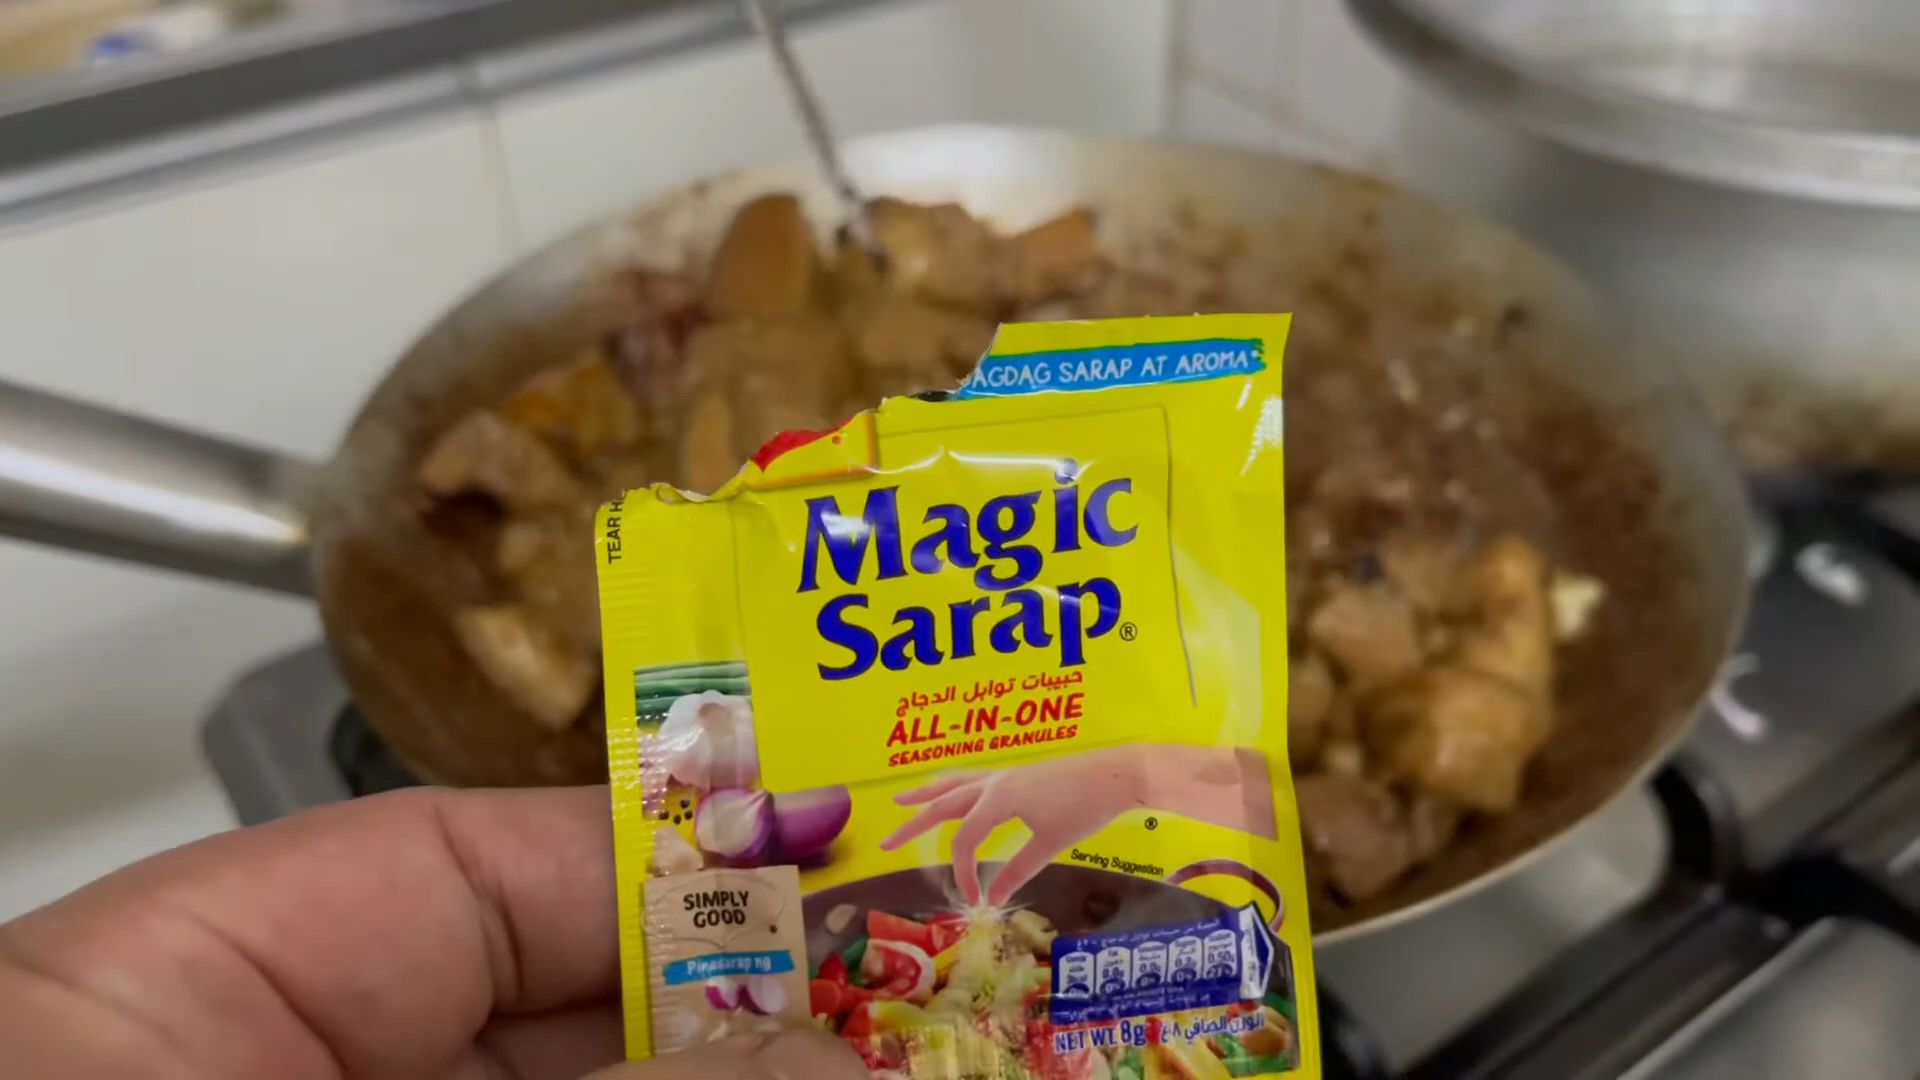 AGDAG SARAP AT AROMA*
TEAR H
Magic
Sarap®
حبيبات توابل الدجاج
ALL-IN-ONE
SEASONING GRANULES
®
Serving Suggestion
SIMPLY
GOOD
Pinasarap ng
NET WT. 8g الوزن الصافي ٨غ